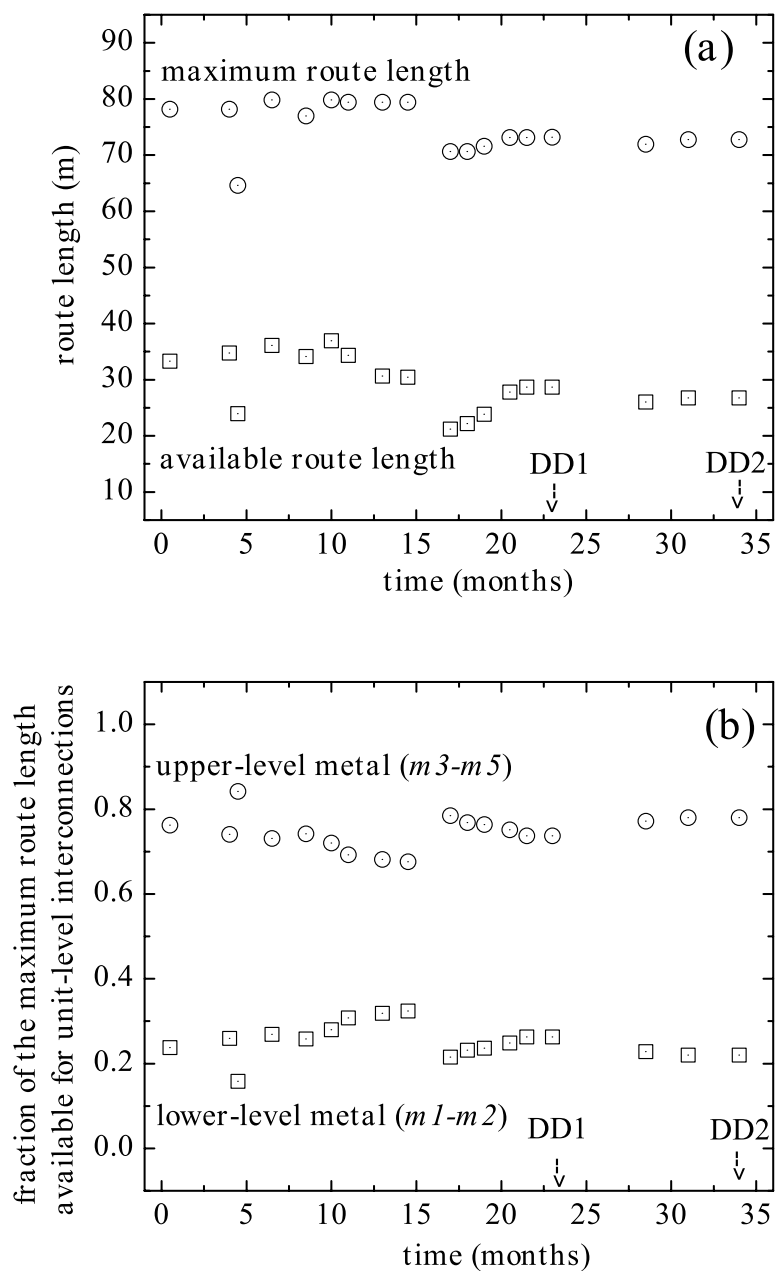 (a)
maximum route length
90
80
70
60
50
40
30
20
10
route length (m)
available route length
DD1
DD2
0 5 10 15 20 25 30 35
time (months)
(b)
1.0
0.8
0.6
0.4
0.2
0.0
fraction of the maximum route length
available for unit-level interconnections
upper-level metal (m3-m5)
lower-level metal (m1-m2)
DD1
DD2
0 5 10 15 20 25 30 35
time (months)